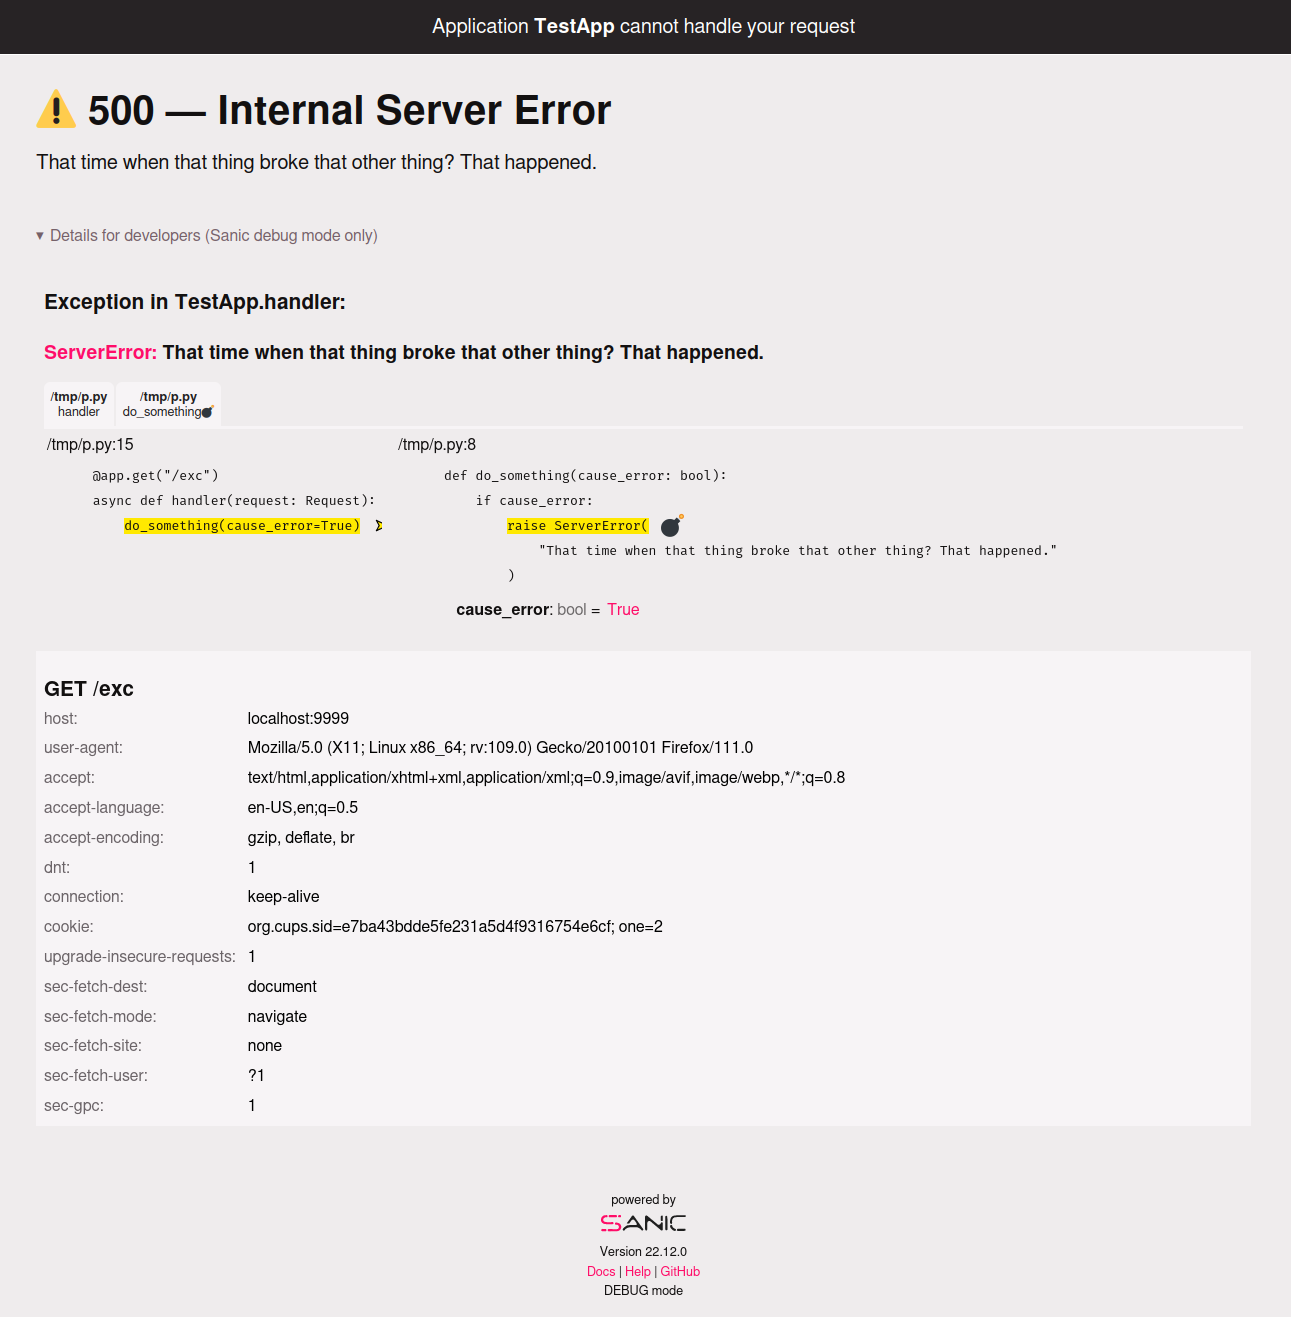 Application TestApp cannot handle your request
500 — Internal Server Error
That time when that thing broke that other thing? That happened.
▾ Details for developers (Sanic debug mode only)
Exception in TestApp.handler:
ServerError: That time when that thing broke that other thing? That happened.
/tmp/p.py
handler
/tmp/p.py
do_something
/tmp/p.py:15
@app.get("/exc")
async def handler(request: Request):
do_something(cause_error=True)
/tmp/p.py:8
def do_something(cause_error: bool):
if cause_error:
raise ServerError(
"That time when that thing broke that other thing? That happened."
)
cause_error: bool = True
GET /exc
host: localhost:9999
user-agent: Mozilla/5.0 (X11; Linux x86_64; rv:109.0) Gecko/20100101 Firefox/111.0
accept: text/html,application/xhtml+xml,application/xml;q=0.9,image/avif,image/webp,*/*;q=0.8
accept-language: en-US,en;q=0.5
accept-encoding: gzip, deflate, br
dnt: 1
connection: keep-alive
cookie: org.cups.sid=e7ba43bdde5fe231a5d4f9316754e6cf; one=2
upgrade-insecure-requests: 1
sec-fetch-dest: document
sec-fetch-mode: navigate
sec-fetch-site: none
sec-fetch-user: ?1
sec-gpc: 1
powered by
SANIC
Version 22.12.0
Docs | Help | GitHub
DEBUG mode